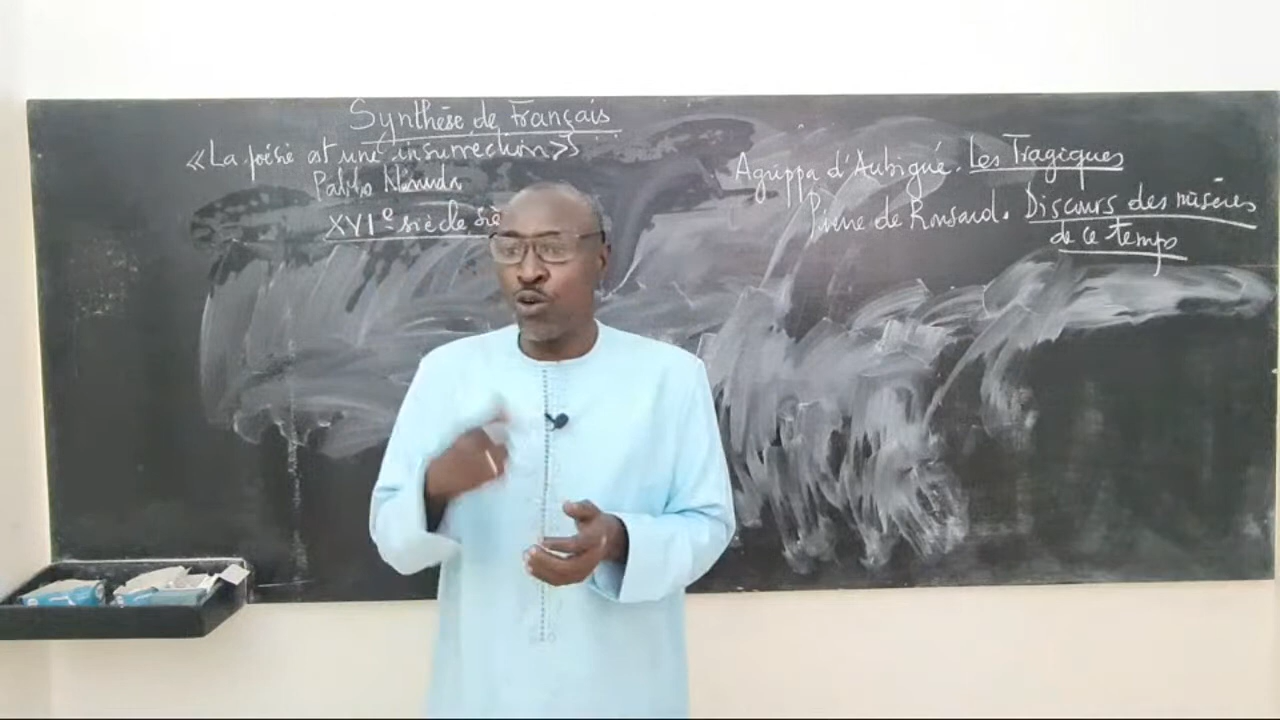 Synthèse de Français
«La poésie est une insurrection»
Pablo Neruda
XVIe siècle
Agrippa d'Aubigné. Les Tragiques
Pierre de Ronsard. Discours des misères
de ce temps